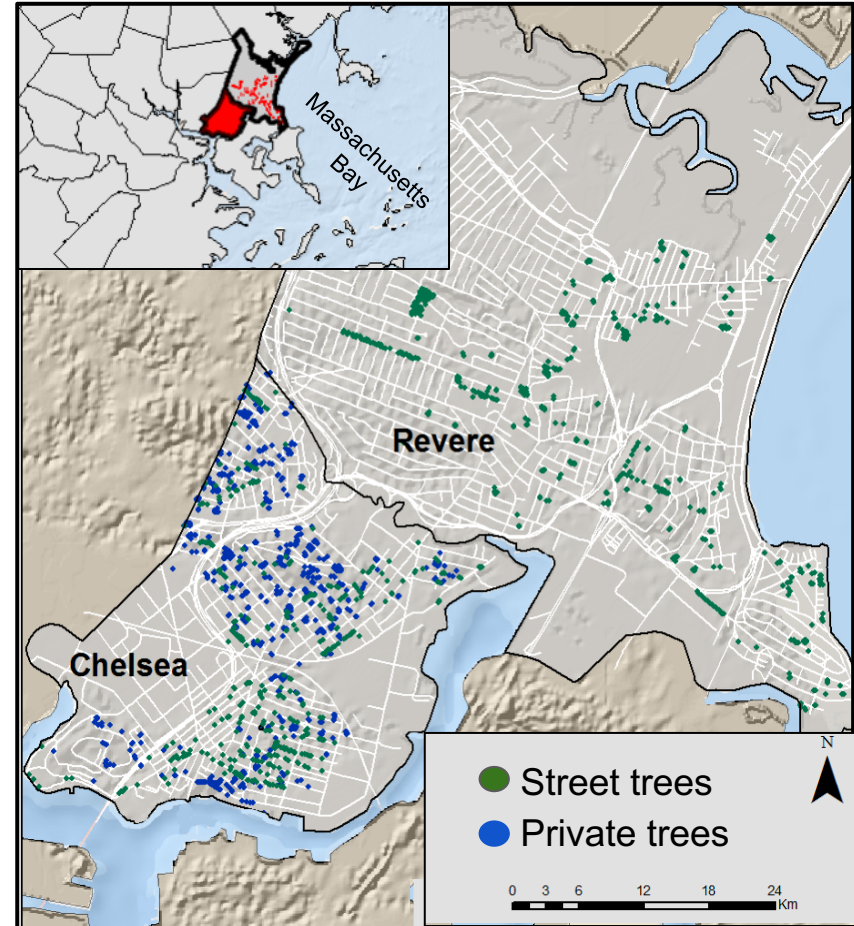 Massachusetts
Bay
Revere
Chelsea
N
Street trees
Private trees
0 3 6 12 18 24
Km